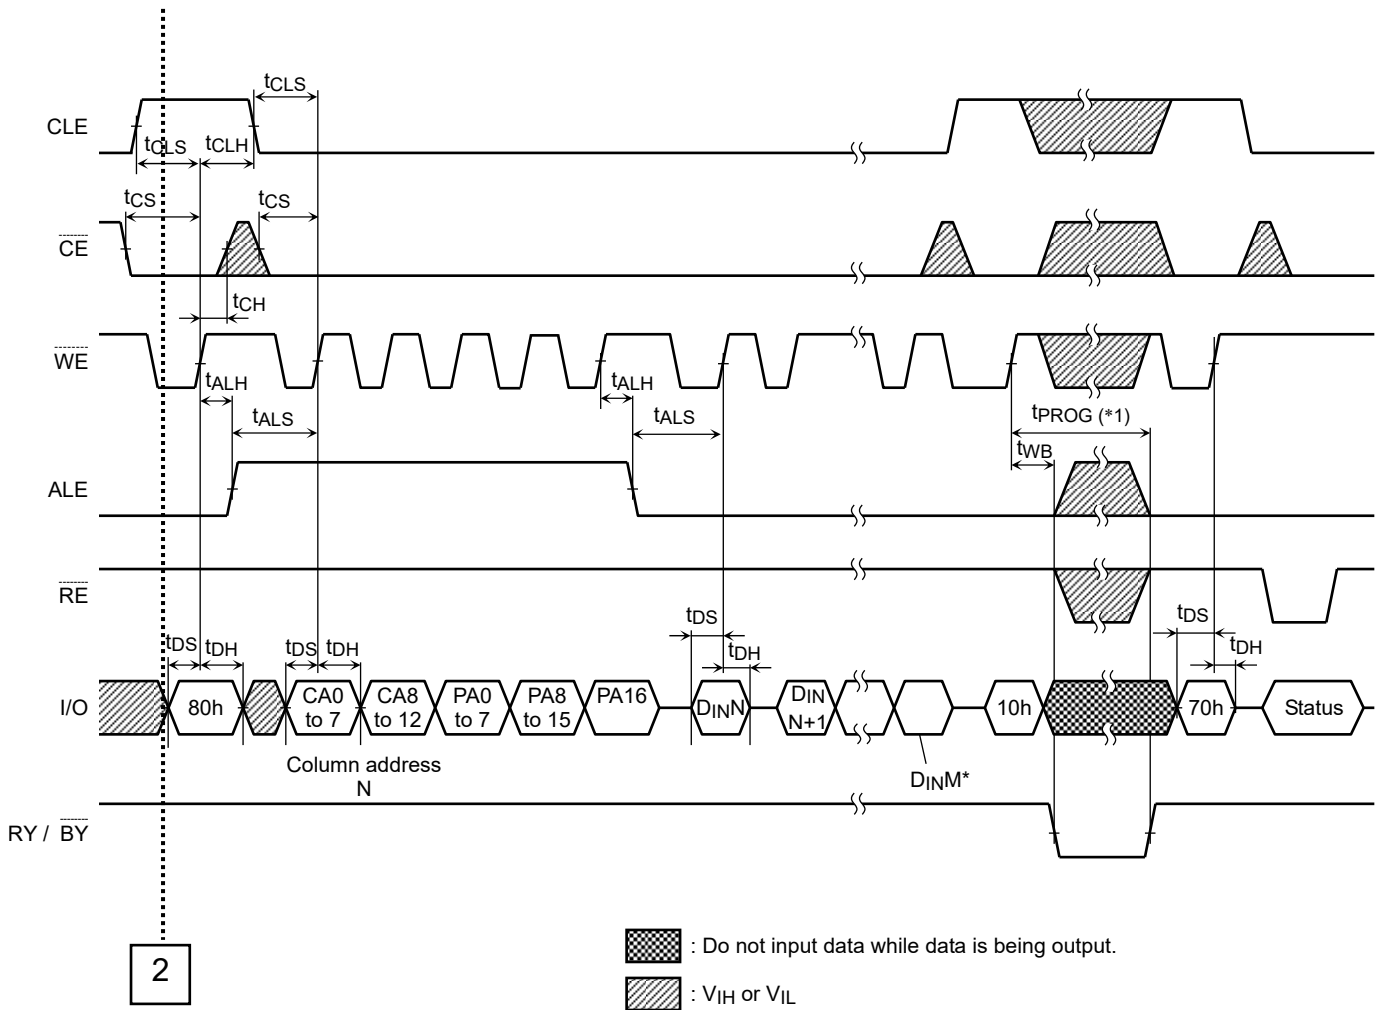 tCLS
CLE
tCLS tCLH
tCS tCS
CE
tCH
WE
tALH tALH
tALS tALS
tPROG (*1)
tWB
ALE
RE
tDS tDH tDS tDH tDS tDH tDS tDH
I/O
80h
CA0 to 7
CA8 to 12
PA0 to 7
PA8 to 15
PA16
DINN
DIN N+1
10h
70h
Status
Column address
N
DINM*
RY / BY
2
: Do not input data while data is being output.
: VIH or VIL